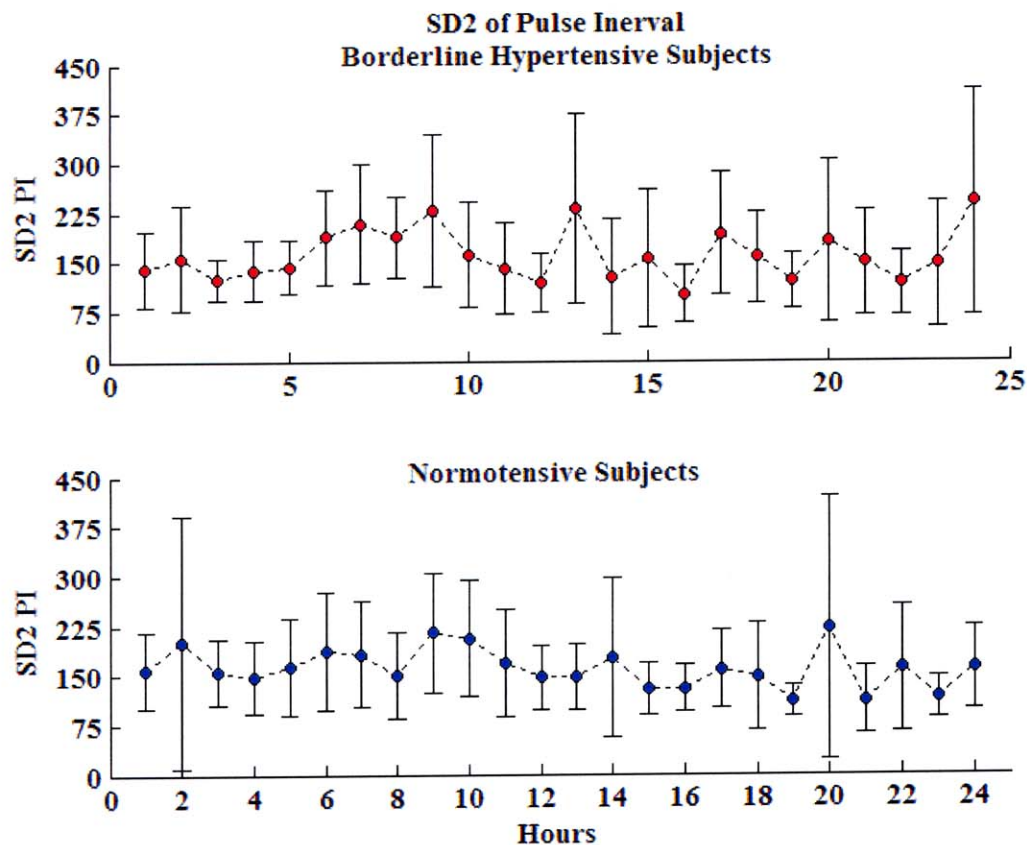 SD2 of Pulse Inerval
Borderline Hypertensive Subjects
450
375
300
225
150
75
0
SD2 PI
0 5 10 15 20 25
Normotensive Subjects
450
375
300
225
150
75
0
SD2 PI
0 2 4 6 8 10 12 14 16 18 20 22 24
Hours